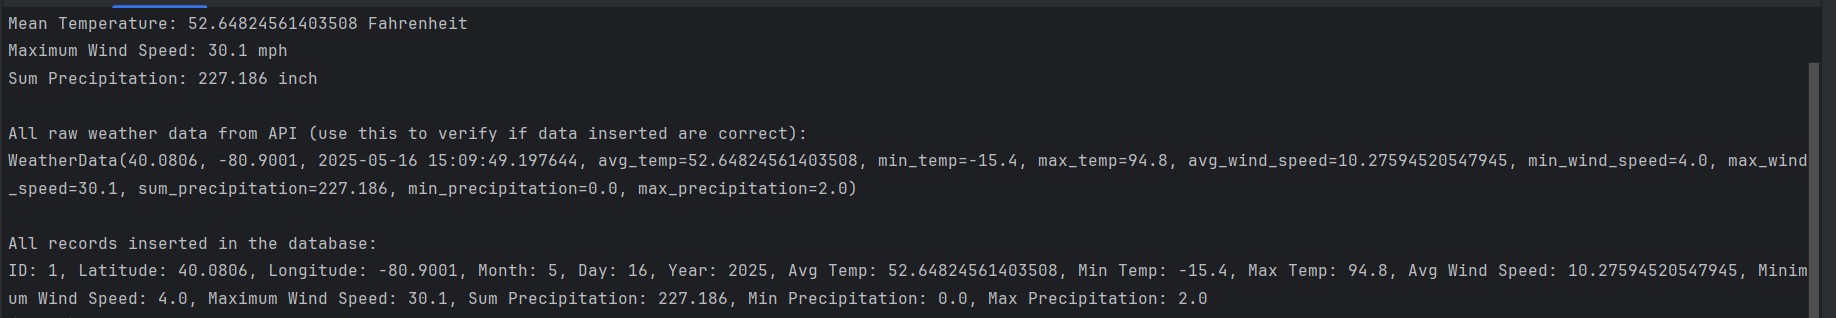 Mean Temperature: 52.64824561403508 Fahrenheit
Maximum Wind Speed: 30.1 mph
Sum Precipitation: 227.186 inch
All raw weather data from API (use this to verify if data inserted are correct):
WeatherData(40.0806, -80.9001, 2025-05-16 15:09:49.197644, avg_temp=52.64824561403508, min_temp=-15.4, max_temp=94.8, avg_wind_speed=10.27594520547945, min_wind_speed=4.0, max_wind
_speed=30.1, sum_precipitation=227.186, min_precipitation=0.0, max_precipitation=2.0)
All records inserted in the database:
ID: 1, Latitude: 40.0806, Longitude: -80.9001, Month: 5, Day: 16, Year: 2025, Avg Temp: 52.64824561403508, Min Temp: -15.4, Max Temp: 94.8, Avg Wind Speed: 10.27594520547945, Minim
um Wind Speed: 4.0, Maximum Wind Speed: 30.1, Sum Precipitation: 227.186, Min Precipitation: 0.0, Max Precipitation: 2.0